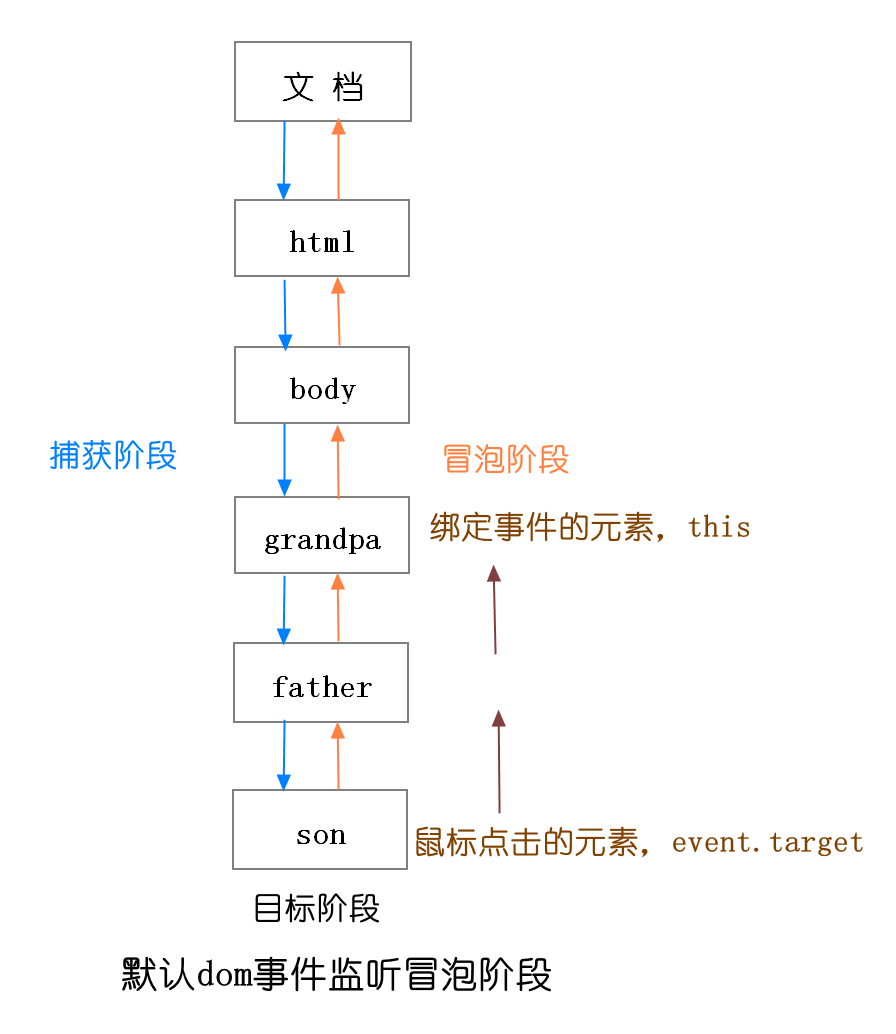 文 档
html
body
捕获阶段
冒泡阶段
grandpa
绑定事件的元素，this
father
son
鼠标点击的元素，event.target
目标阶段
默认dom事件监听冒泡阶段